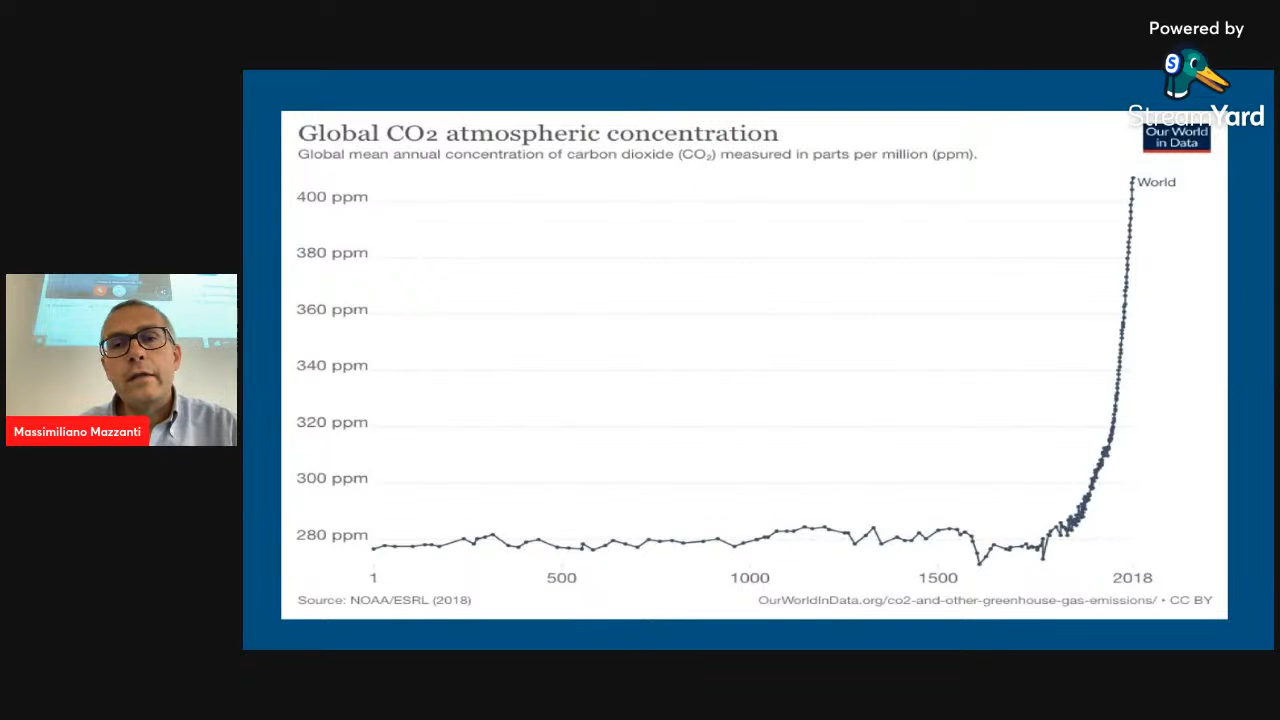 Powered by
StreamYard
Global CO2 atmospheric concentration
Global mean annual concentration of carbon dioxide (CO₂) measured in parts per million (ppm).
Our World
in Data
World
400 ppm
380 ppm
360 ppm
340 ppm
320 ppm
300 ppm
280 ppm
1
500
1000
1500
2018
Source: NOAA/ESRL (2018)
OurWorldInData.org/co2-and-other-greenhouse-gas-emissions/ • CC BY
Massimiliano Mazzanti